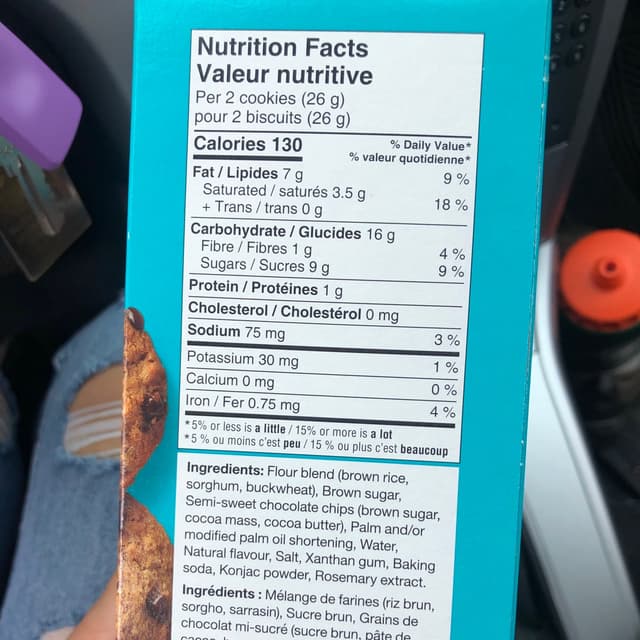 Nutrition Facts
Valeur nutritive
Per 2 cookies (26 g)
pour 2 biscuits (26 g)
Calories 130
% Daily Value*
% valeur quotidienne*
Fat / Lipides 7 g 9 %
Saturated / saturés 3.5 g
+ Trans / trans 0 g 18 %
Carbohydrate / Glucides 16 g
Fibre / Fibres 1 g 4 %
Sugars / Sucres 9 g 9 %
Protein / Protéines 1 g
Cholesterol / Cholestérol 0 mg
Sodium 75 mg 3 %
Potassium 30 mg 1 %
Calcium 0 mg 0 %
Iron / Fer 0.75 mg 4 %
*5% or less is a little / 15% or more is a lot
*5 % ou moins c'est peu / 15 % ou plus c'est beaucoup
Ingredients: Flour blend (brown rice,
sorghum, buckwheat), Brown sugar,
Semi-sweet chocolate chips (brown sugar,
cocoa mass, cocoa butter), Palm and/or
modified palm oil shortening, Water,
Natural flavour, Salt, Xanthan gum, Baking
soda, Konjac powder, Rosemary extract.
Ingrédients : Mélange de farines (riz brun,
sorgho, sarrasin), Sucre brun, Grains de
chocolat mi-sucré (sucre brun, pâte de